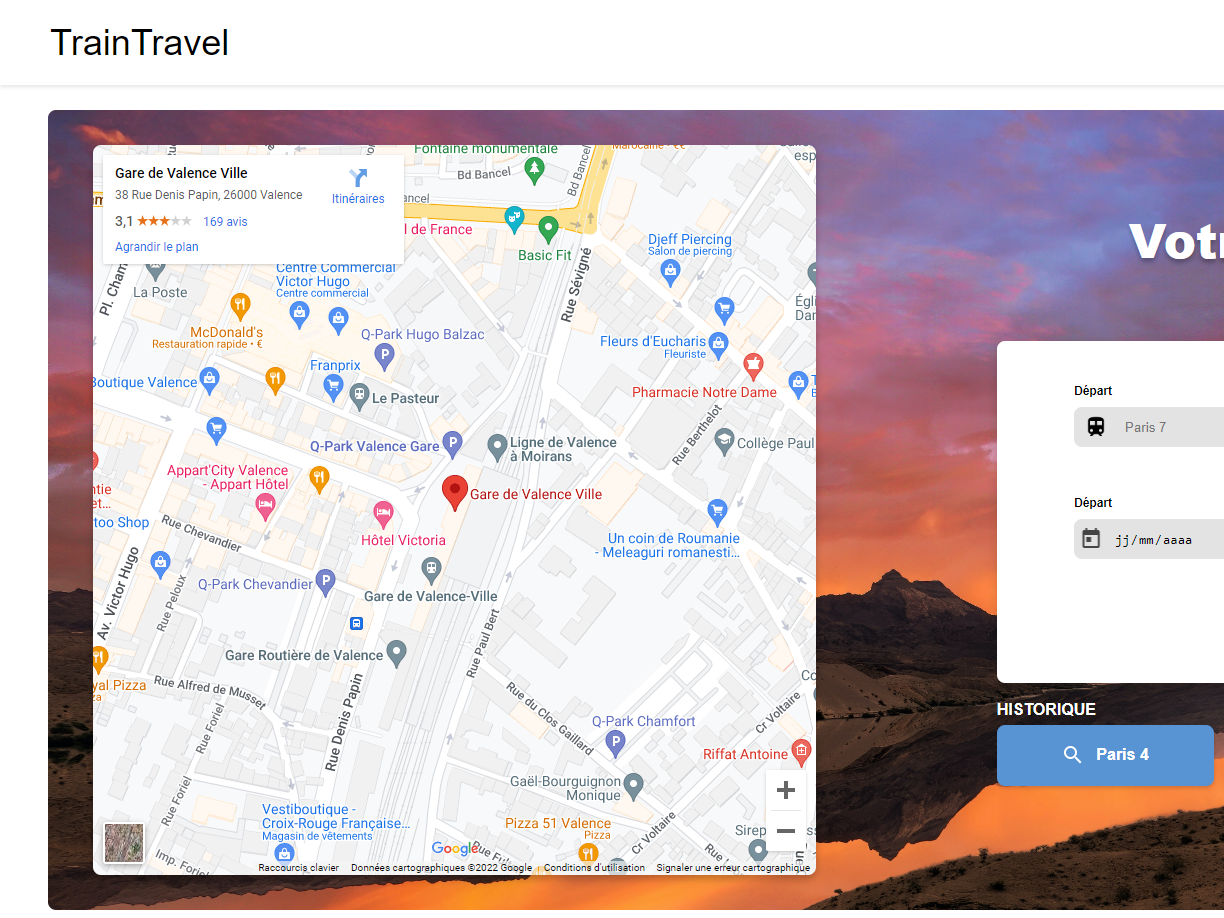 TrainTravel
Gare de Valence Ville
38 Rue Denis Papin, 26000 Valence
Itinéraires
3,1
169 avis
Agrandir le plan
Fontaine monumentale
Bd Bancel
Bd Bancel
l de France
Basic Fit
Rue Sévigné
Djeff Piercing
Salon de piercing
Pl. Cham
La Poste
Centre Commercial
Victor Hugo
Centre commercial
McDonald's
Restauration rapide • €
Q-Park Hugo Balzac
Fleurs d'Eucharis
Fleuriste
Franprix
Boutique Valence
Le Pasteur
Pharmacie Notre Dame
Rue Berthelot
Collège Paul
Q-Park Valence Gare
Ligne de Valence
à Moirans
Appart'City Valence
- Appart Hôtel
Gare de Valence Ville
Hôtel Victoria
too Shop
Rue Chevandier
Un coin de Roumanie
- Meleaguri romanesti...
Av. Victor Hugo
Rue Peloux
Q-Park Chevandier
Gare de Valence-Ville
Rue Paul Bert
Gare Routière de Valence
yal Pizza
Rue Alfred de Musset
Rue Foriel
Rue Denis Papin
Rue du Clos Gaillard
Q-Park Chamfort
Cr Voltaire
Riffat Antoine
Gaël-Bourguignon
Monique
Rue Foriel
Vestiboutique -
Croix-Rouge Française...
Magasin de vêtements
Pizza 51 Valence
Pizza
Cr Voltaire
Imp. Foriel
Google
Raccourcis clavier
Données cartographiques ©2022 Google
Conditions d'utilisation
Signaler une erreur cartographique
Votr
Départ
Paris 7
Départ
jj/mm/aaaa
HISTORIQUE
Paris 4